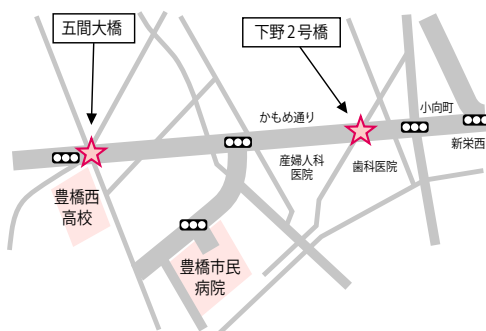 五間大橋
下野2号橋
かもめ通り
小向町
新栄西
産婦人科
医院
歯科医院
豊橋西
高校
豊橋市民
病院